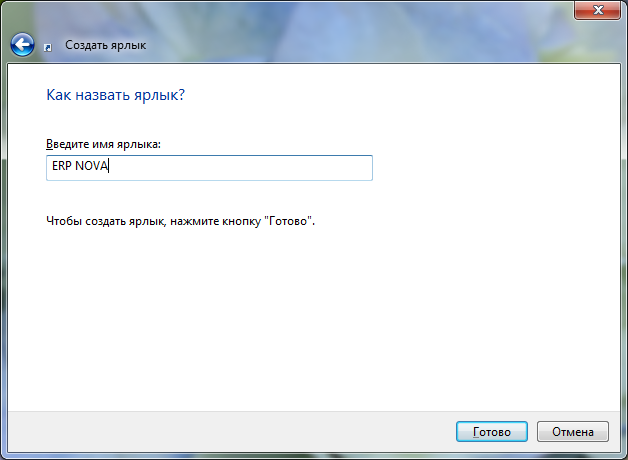 Создать ярлык
Как назвать ярлык?
Введите имя ярлыка:
ERP NOVA
Чтобы создать ярлык, нажмите кнопку "Готово".
Готово
Отмена